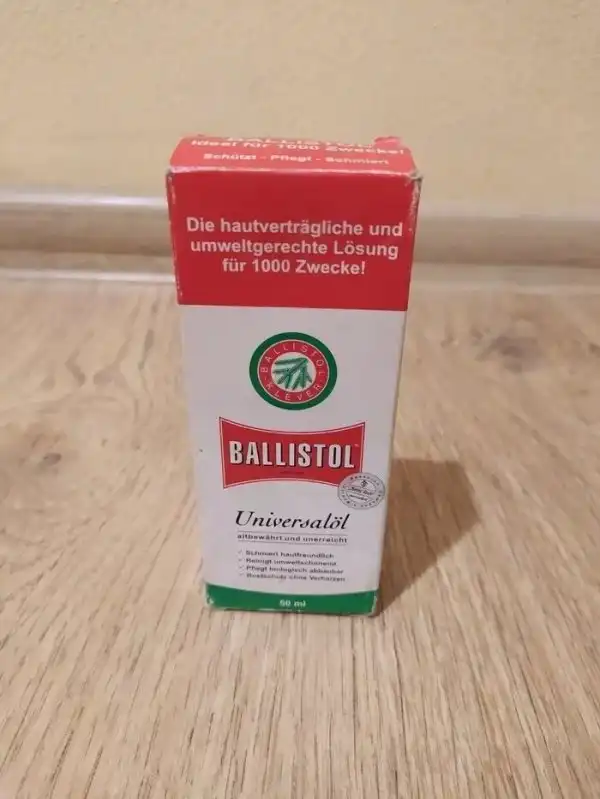 BALLISTOL
Ideal für 1000 Zwecke!
Schützt - Pflegt - Schmiert
Die hautverträgliche und
umweltgerechte Lösung
für 1000 Zwecke!
BALLISTOL
KLEVER
BALLISTOL
Universalöl
altbewährt und unerreicht
✓ Schmiert hautfreundlich
✓ Reinigt umweltschonend
✓ Pflegt biologisch abbaubar
✓ Rostschutz ohne Verharzen
50 ml